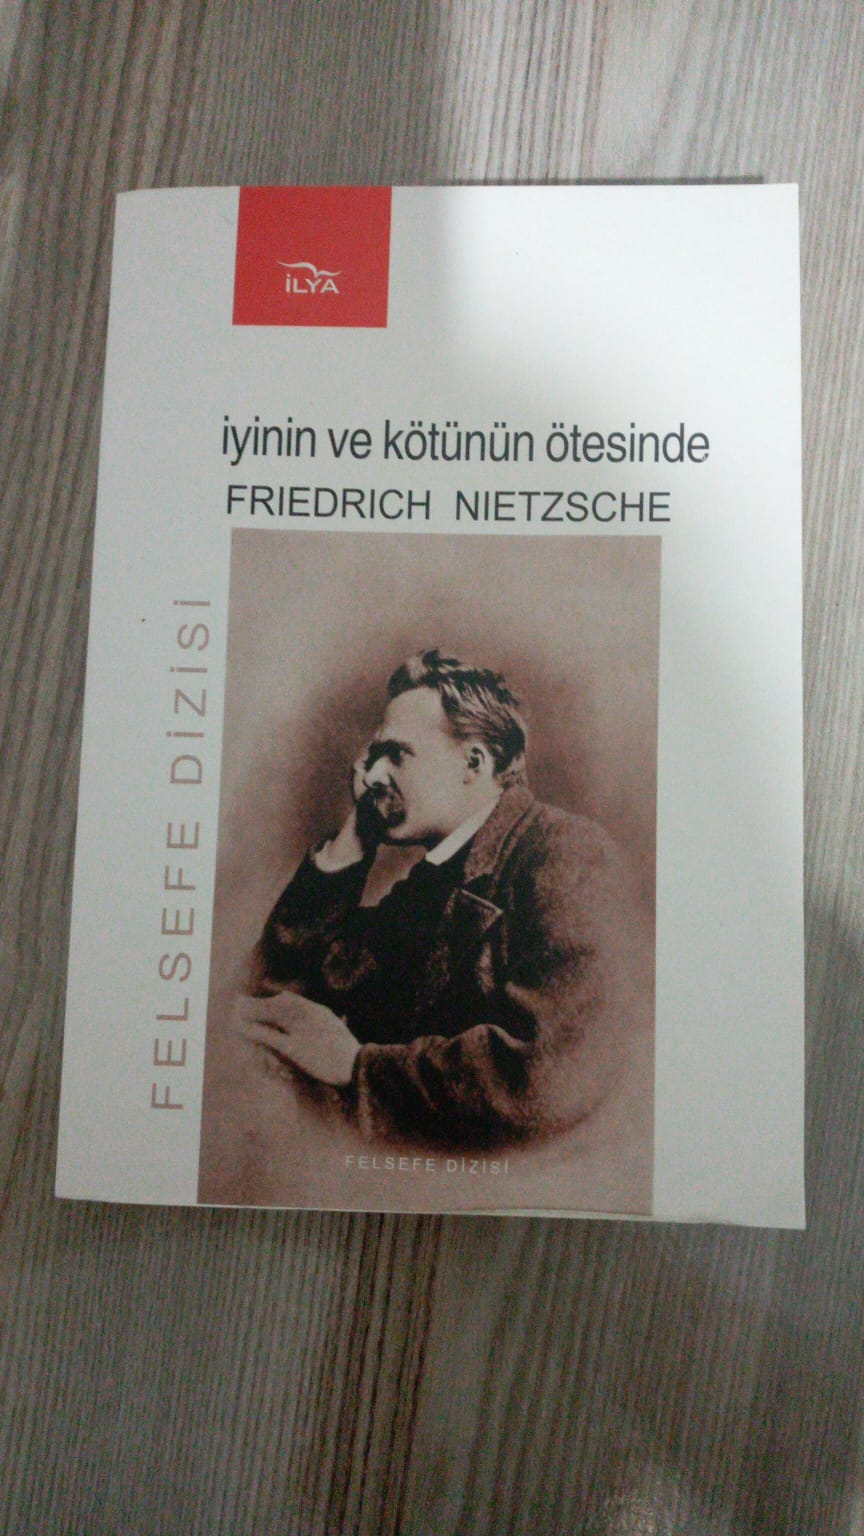 İLYA
iyinin ve kötünün ötesinde
FRIEDRICH NIETZSCHE
FELSEFE DİZİSİ
FELSEFE DİZİSİ